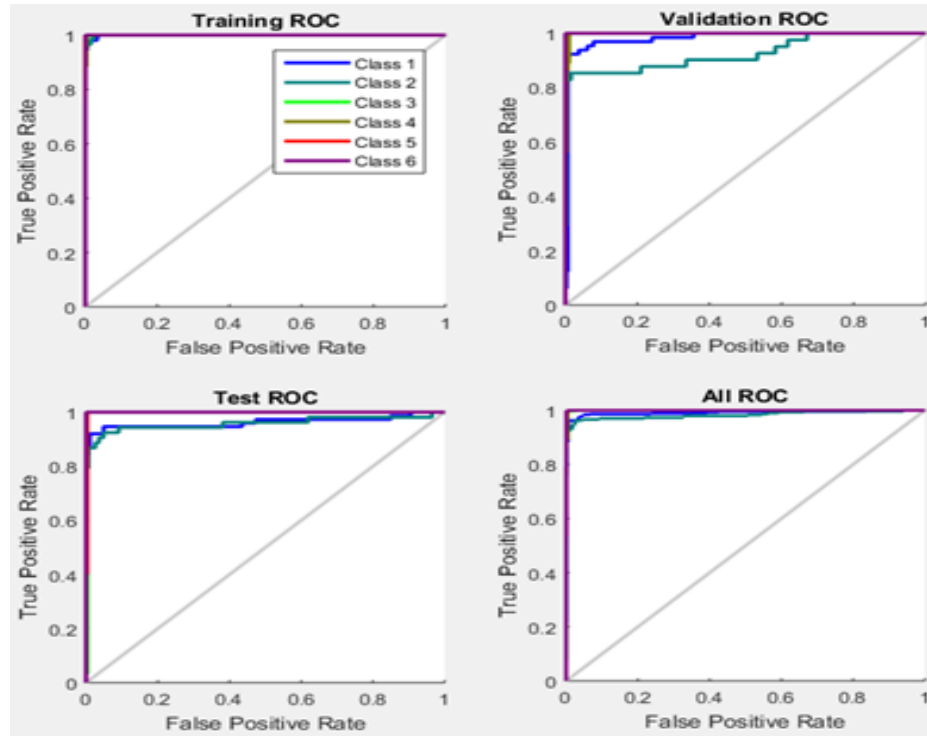 Training ROC
1
0.8
0.6
0.4
0.2
0
True Positive Rate
Class 1
Class 2
Class 3
Class 4
Class 5
Class 6
0 0.2 0.4 0.6 0.8 1
False Positive Rate
Validation ROC
1
0.8
0.6
0.4
0.2
0
True Positive Rate
0 0.2 0.4 0.6 0.8 1
False Positive Rate
Test ROC
1
0.8
0.6
0.4
0.2
0
True Positive Rate
0 0.2 0.4 0.6 0.8 1
False Positive Rate
All ROC
1
0.8
0.6
0.4
0.2
0
True Positive Rate
0 0.2 0.4 0.6 0.8 1
False Positive Rate